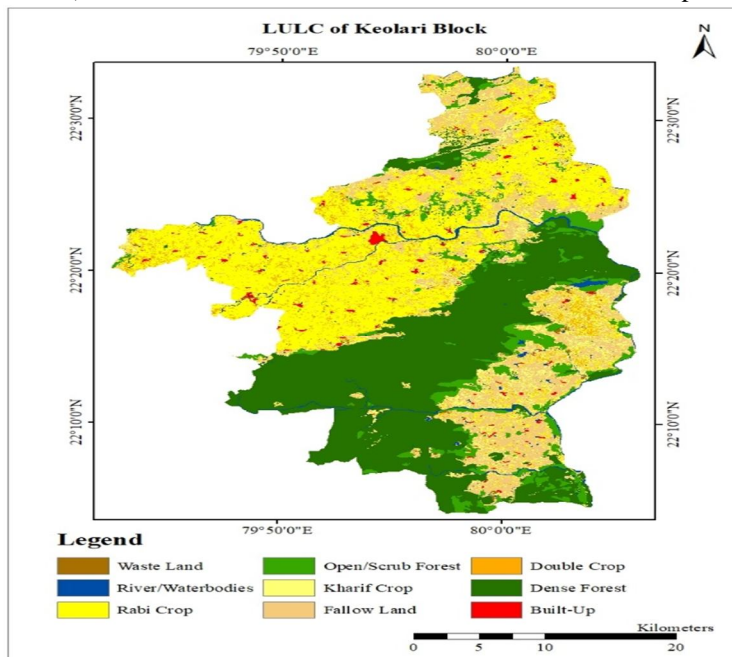 LULC of Keolari Block
N
79°50'0"E 80°0'0"E
22°30'0"N 22°30'0"N
22°20'0"N 22°20'0"N
22°10'0"N 22°10'0"N
79°50'0"E 80°0'0"E
Legend
Waste Land Open/Scrub Forest Double Crop
River/Waterbodies Kharif Crop Dense Forest
Rabi Crop Fallow Land Built-Up
Kilometers
0 5 10 20